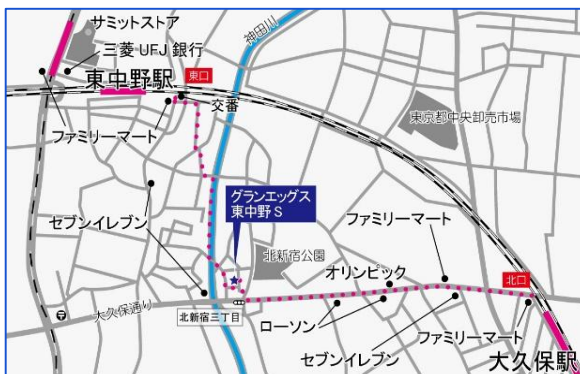 サミットストア
三菱UFJ銀行
神田川
東中野駅
東口
交番
ファミリーマート
東京都中央卸売市場
グランエッグス
東中野S
ファミリーマート
セブンイレブン
北新宿公園
オリンピック
北口
大久保通り
北新宿三丁目
ローソン
ファミリーマート
セブンイレブン
大久保駅